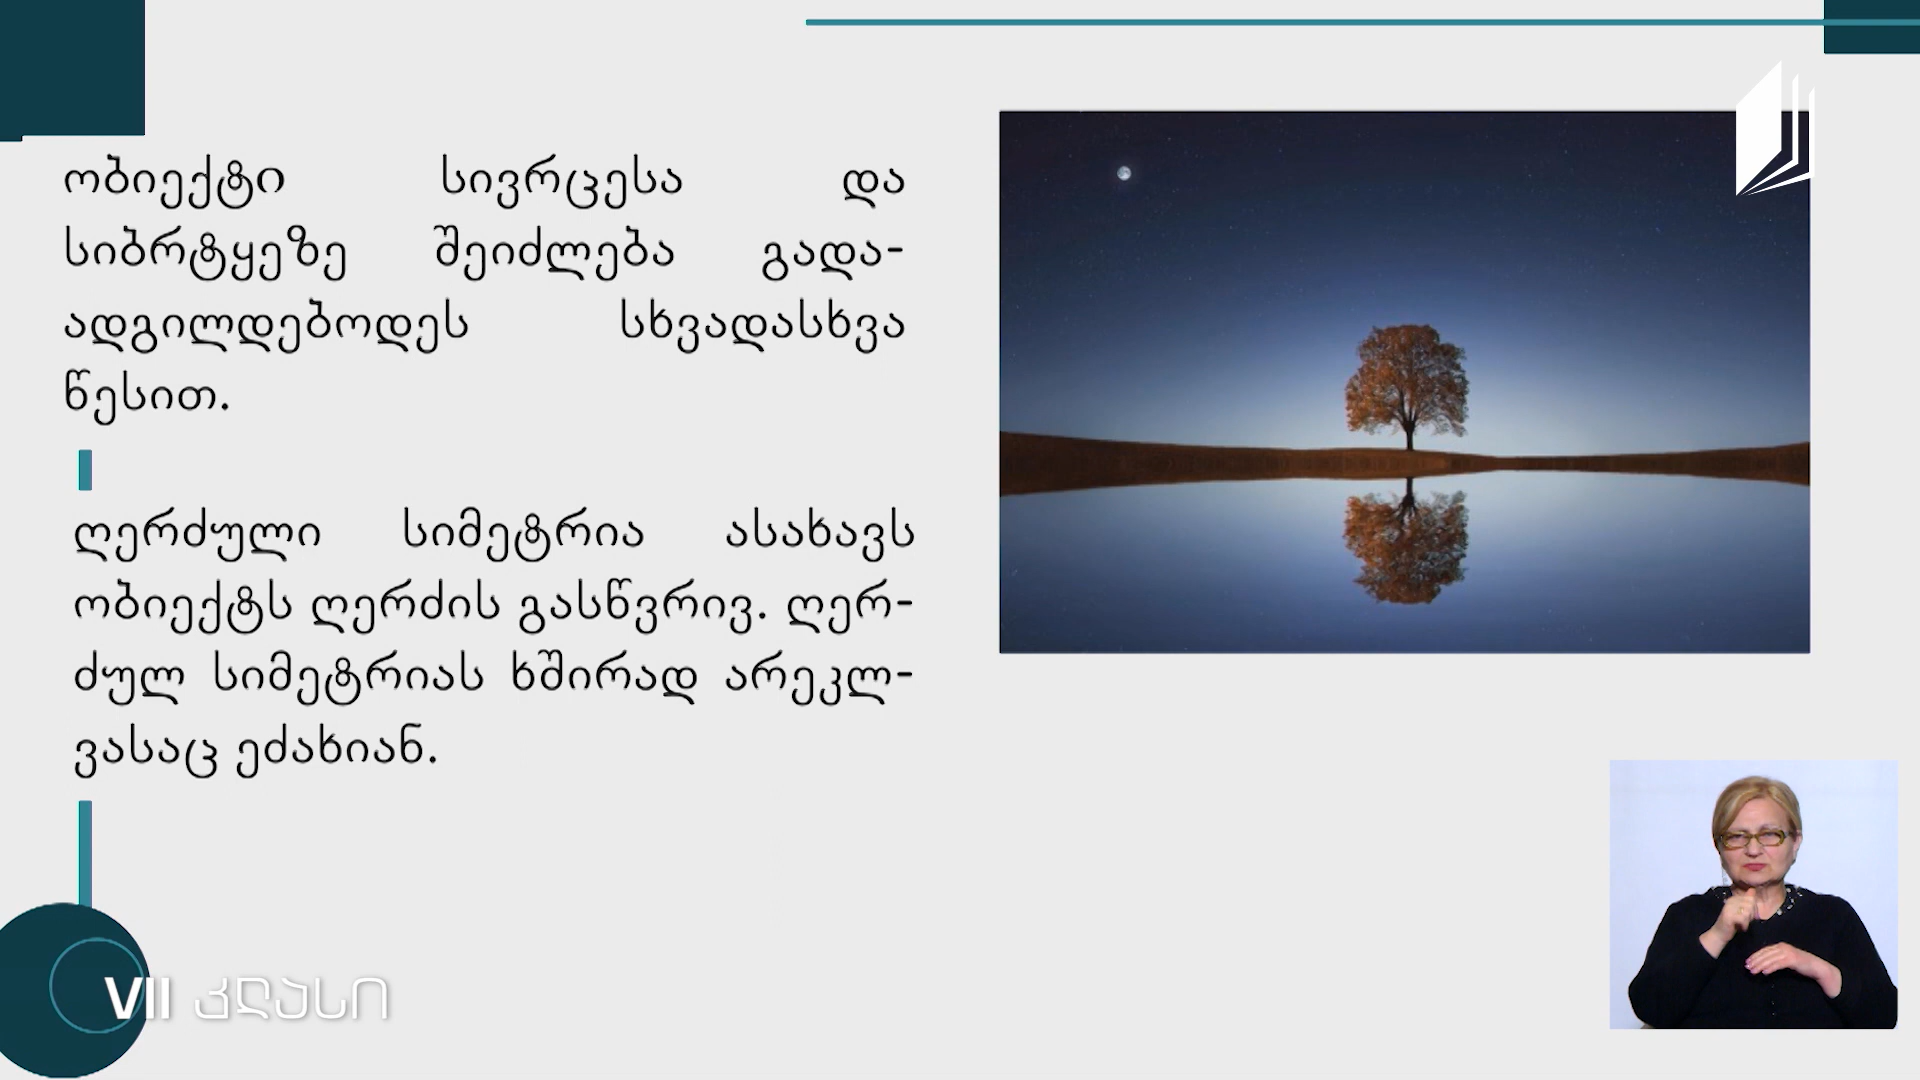 ობიექტი სივრცესა და
სიბრტყეზე შეიძლება გადა-
ადგილდებოდეს სხვადასხვა
წესით.
ღერძული სიმეტრია ასახავს
ობიექტს ღერძის გასწვრივ. ღერ-
ძულ სიმეტრიას ხშირად არეკლ-
ვასაც ეძახიან.
VII კლასი